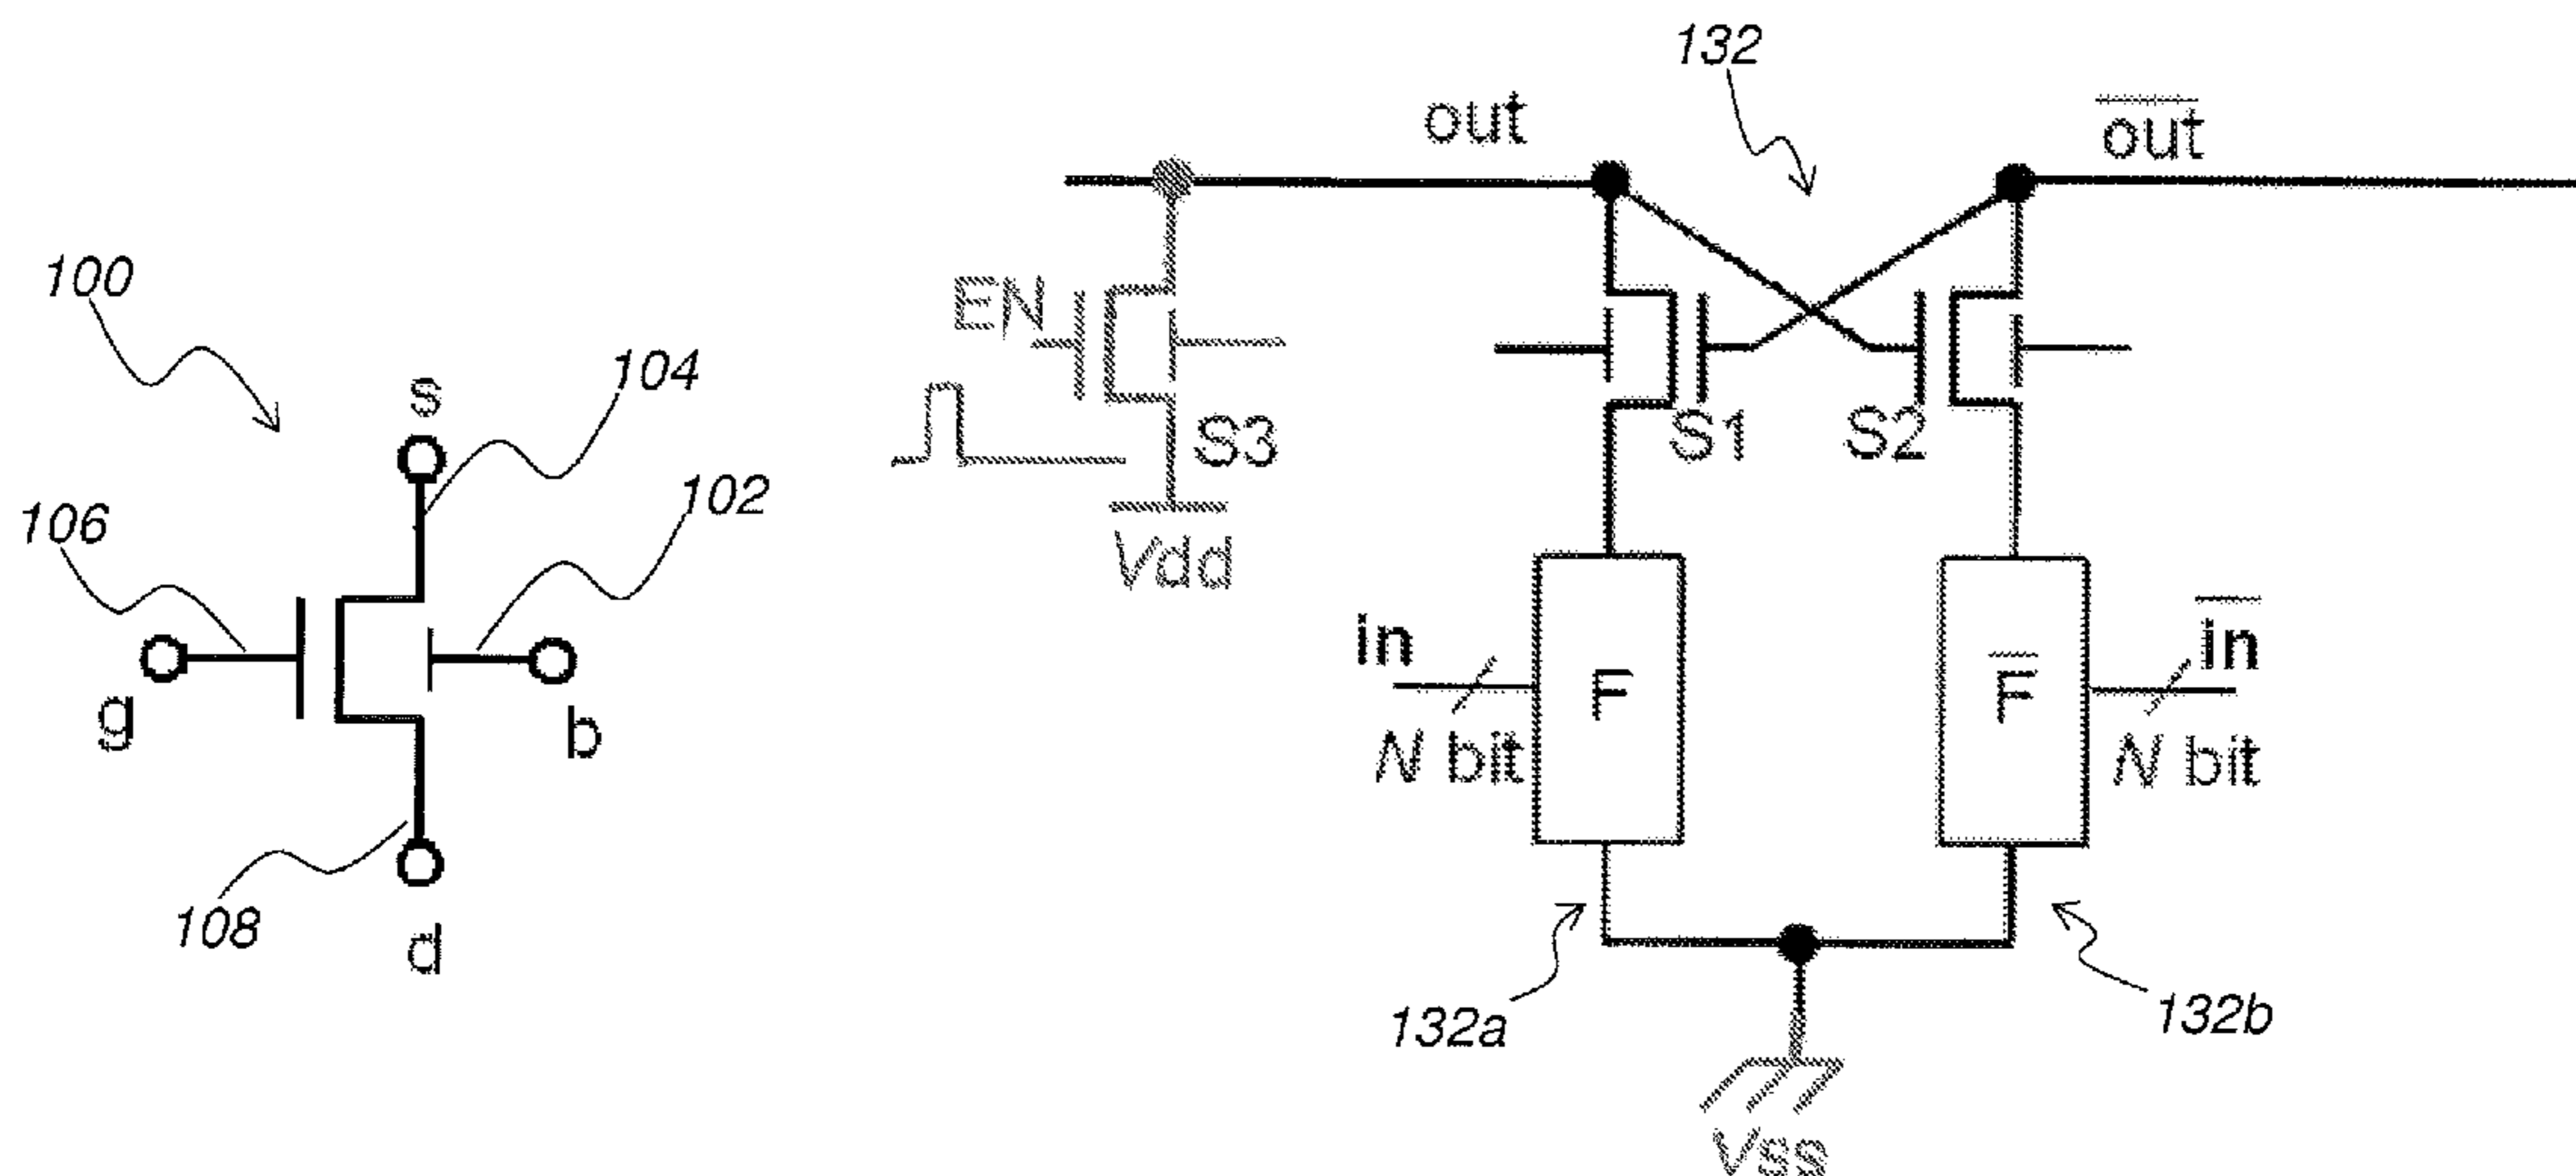 100
s
104
102
106
g
b
108
d
132
out
out
EN
S3
Vdd
S1
S2
in
N bit
F
F
in
N bit
132a
132b
Vss